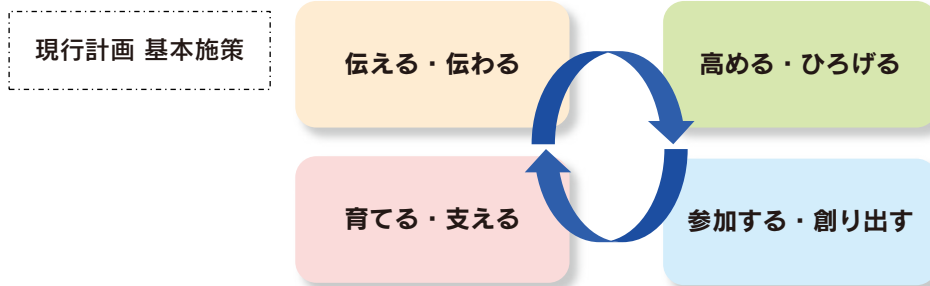 現行計画 基本施策
伝える・伝わる
高める・ひろげる
育てる・支える
参加する・創り出す